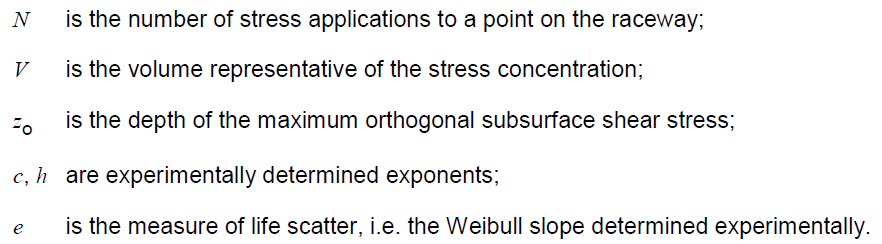 N is the number of stress applications to a point on the raceway;
V is the volume representative of the stress concentration;
zo is the depth of the maximum orthogonal subsurface shear stress;
c, h are experimentally determined exponents;
e is the measure of life scatter, i.e. the Weibull slope determined experimentally.